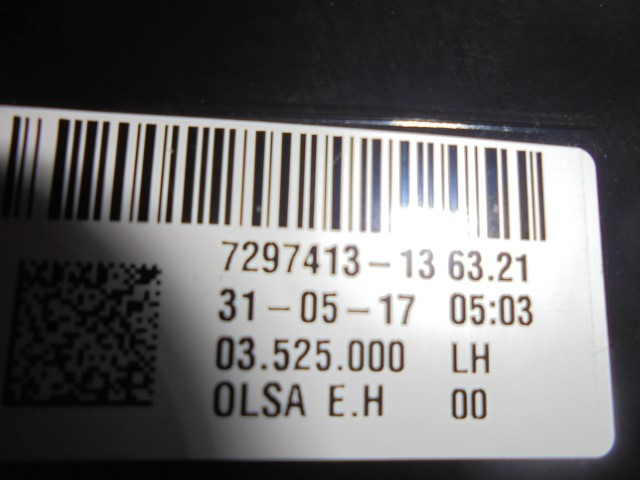 7297413-13 63.21
31-05-17 05:03
03.525.000 LH
OLSA E.H 00